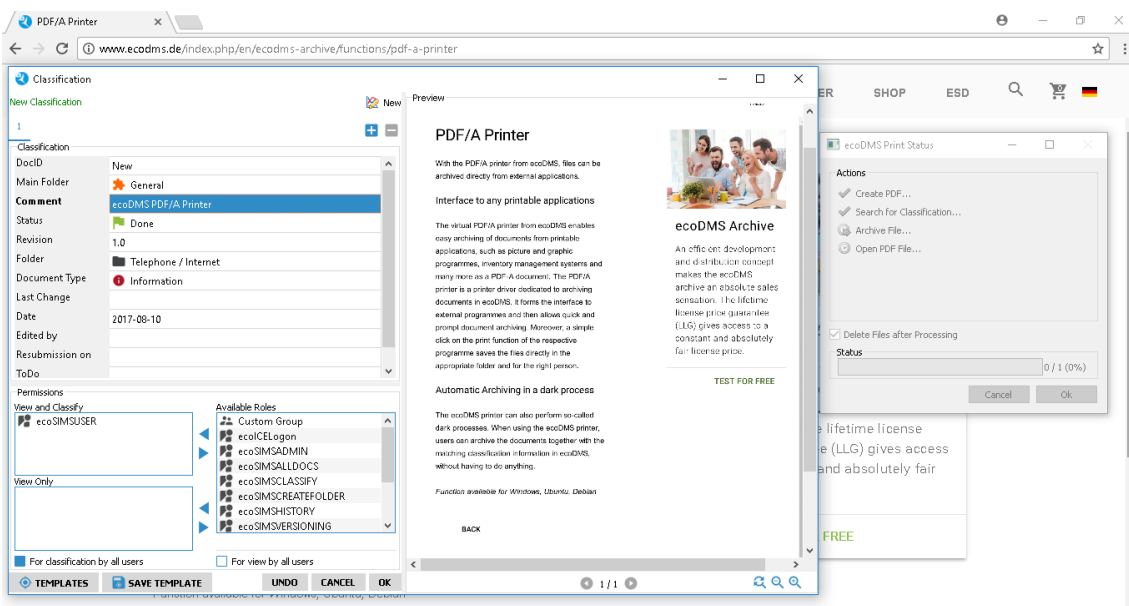 PDF/A Printer
www.ecodms.de/index.php/en/ecodms-archive/functions/pdf-a-printer
SHOP
ESD
0
Classification
New Classification
New
1
Classification
DocID
New
Main Folder
General
Comment
ecoDMS PDF/A Printer
Status
Done
Revision
1.0
Folder
Telephone / Internet
Document Type
Information
Last Change
Date
2017-08-10
Edited by
Resubmission on
ToDo
Permissions
View and Classify
Available Roles
ecoSIMSUSER
Custom Group
ecoICELogon
ecoSIMSADMIN
ecoSIMSALLDOCS
ecoSIMSCLASSIFY
ecoSIMSCREATEFOLDER
ecoSIMSHISTORY
ecoSIMSVERSIONING
View Only
For classification by all users
For view by all users
TEMPLATES
SAVE TEMPLATE
UNDO
CANCEL
OK
Preview
PDF/A Printer
With the PDF/A printer from ecoDMS, files can be
archived directly from external applications.
Interface to any printable applications
The virtual PDF/A printer from ecoDMS enables
easy archiving of documents from printable
applications, such as picture and graphic
programmes, inventory management systems and
many more as a PDF-A document. The PDF/A
printer is a printer driver dedicated to archiving
documents in ecoDMS. It forms the interface to
external programmes and then allows quick and
prompt document archiving. Moreover, a simple
click on the print function of the respective
programme saves the files directly in the
appropriate folder and for the right person.
Automatic Archiving in a dark process
The ecoDMS printer can also perform so-called
dark processes. When using the ecoDMS printer,
users can archive the documents together with the
matching classification information in ecoDMS,
without having to do anything.
Function available for Windows, Ubuntu, Debian
BACK
ecoDMS Archive
An efficient development
and distribution concept
makes the ecoDMS
archive an absolute sales
sensation. The lifetime
license price guarantee
(LLG) gives access to a
constant and absolutely
fair license price.
TEST FOR FREE
1 / 1
ecoDMS Print Status
Actions
Create PDF...
Search for Classification...
Archive File...
Open PDF File...
Delete Files after Processing
Status
0 / 1 (0%)
Cancel
Ok
lifetime license
(LLG) gives access
and absolutely fair
FREE
Function available for Windows, Ubuntu, Debian